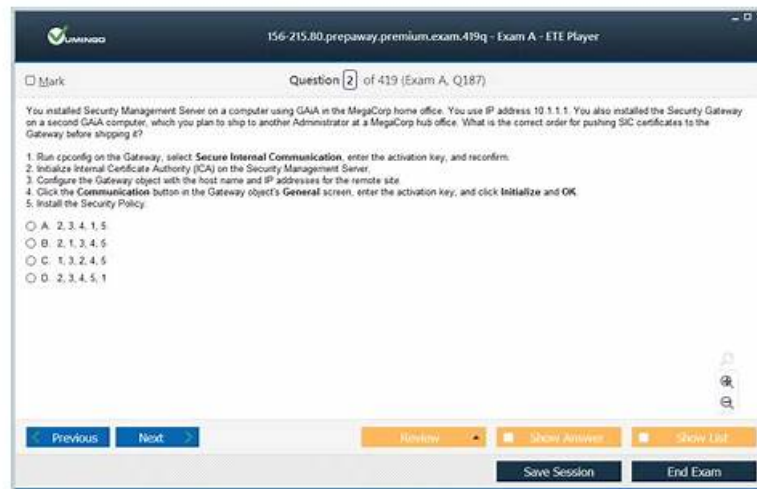 VUMINGO
156-215.80.prepaway.premium.exam.419q - Exam A - ETE Player
Mark
Question 2 of 419 (Exam A, Q187)
You installed Security Management Server on a computer using GAiA in the MegaCorp home office. You use IP address 10.1.1.1. You also installed the Security Gateway
on a second GAiA computer, which you plan to ship to another Administrator at a MegaCorp hub office. What is the correct order for pushing SIC certificates to the
Gateway before shipping it?
1. Run cpconfig on the Gateway, select Secure Internal Communication, enter the activation key, and reconfirm.
2. Initialize Internal Certificate Authority (ICA) on the Security Management Server.
3. Configure the Gateway object with the host name and IP addresses for the remote site.
4. Click the Communication button in the Gateway object's General screen, enter the activation key, and click Initialize and OK.
5. Install the Security Policy.
A. 2, 3, 4, 1, 5
B. 2, 1, 3, 4, 5
C. 1, 3, 2, 4, 5
D. 2, 3, 4, 5, 1
Previous
Next
Review
Show Answer
Show List
Save Session
End Exam